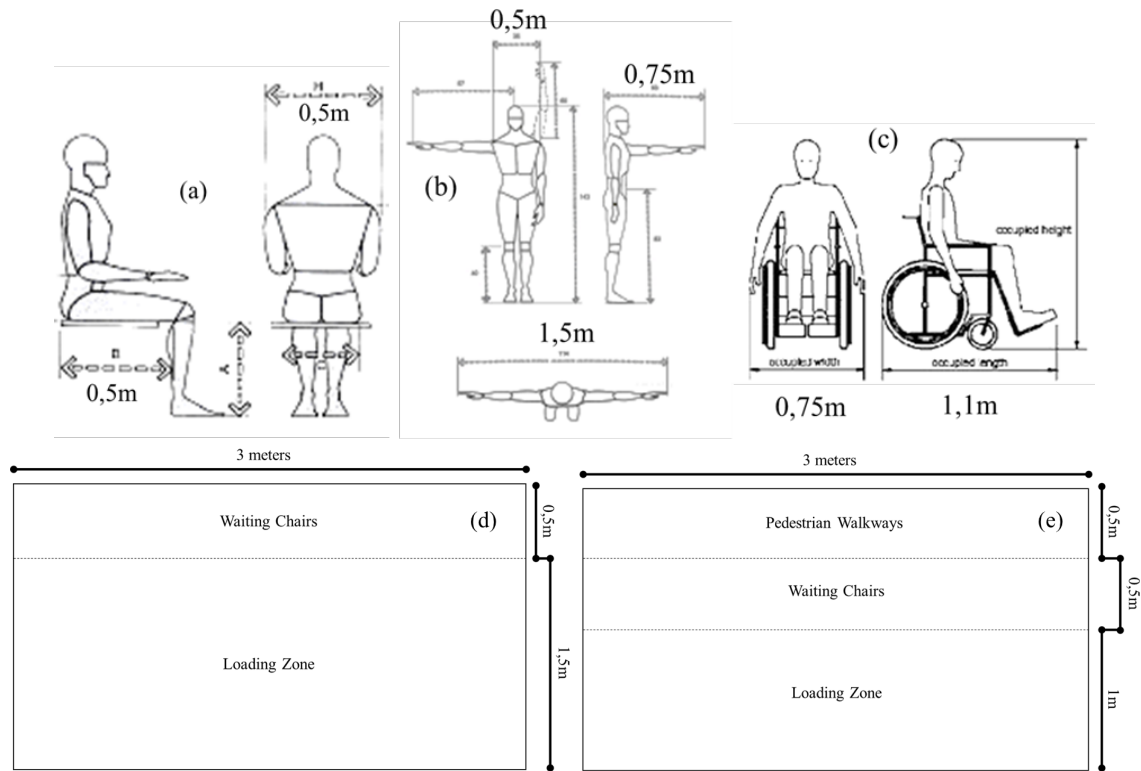 0,5m
(a)
0,5m
0,5m
0,75m
(b)
1,5m
(c)
occupied height
occupied width
occupied length
0,75m
1,1m
3 meters
Waiting Chairs
(d)
0,5m
Loading Zone
1,5m
3 meters
Pedestrian Walkways
(e)
0,5m
Waiting Chairs
0,5m
Loading Zone
1m